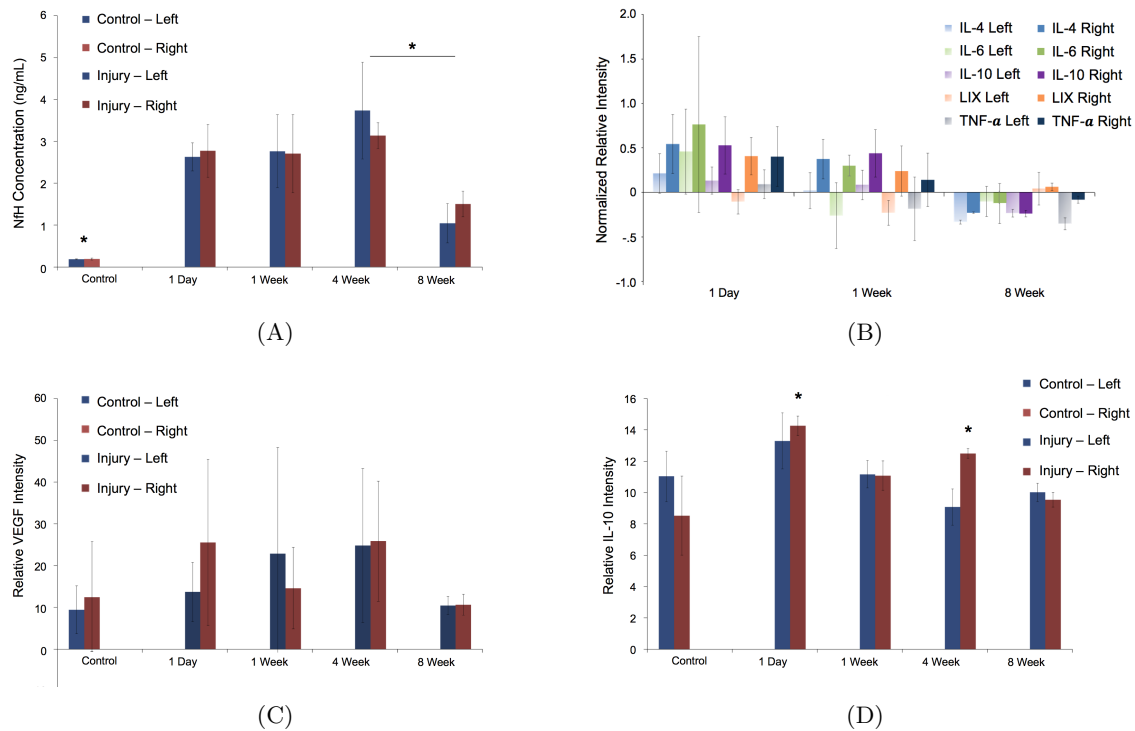 6
5
4
3
2
1
0
NfH Concentration (ng/mL)
Control – Left
Control – Right
Injury – Left
Injury – Right
*
*
Control
1 Day
1 Week
4 Week
8 Week
(A)
2.0
1.5
1.0
0.5
0
-.5
-1.0
Normalized Relative Intensity
IL-4 Left
IL-4 Right
IL-6 Left
IL-6 Right
IL-10 Left
IL-10 Right
LIX Left
LIX Right
TNF-α Left
TNF-α Right
1 Day
1 Week
8 Week
(B)
60
50
40
30
20
10
0
Relative VEGF Intensity
Control – Left
Control – Right
Injury – Left
Injury – Right
Control
1 Day
1 Week
4 Week
8 Week
(C)
16
14
12
10
8
6
4
2
0
Relative IL-10 Intensity
Control – Left
Control – Right
Injury – Left
Injury – Right
*
*
Control
1 Day
1 Week
4 Week
8 Week
(D)